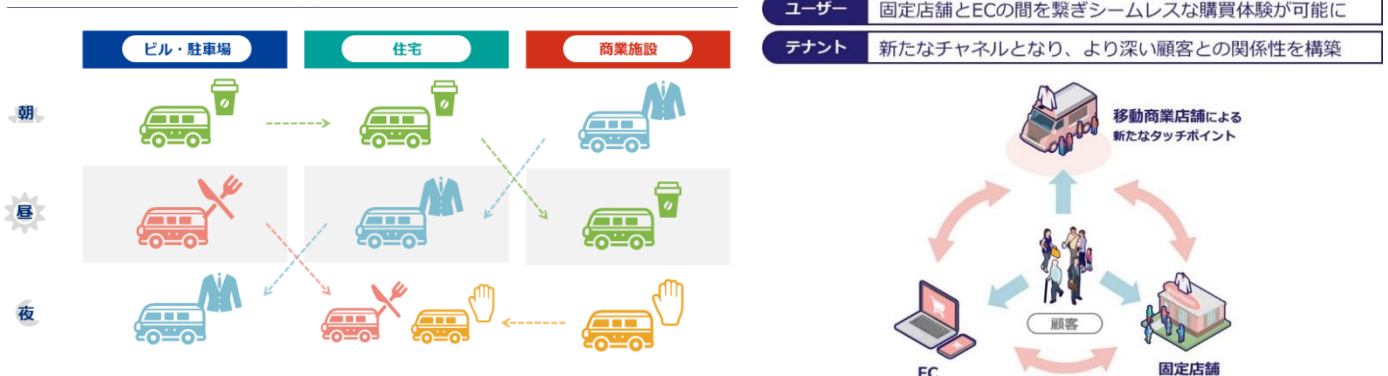 ビル・駐車場
住宅
商業施設
朝
昼
夜
ユーザー 固定店舗とECの間を繋ぎシームレスな購買体験が可能に
テナント 新たなチャネルとなり、より深い顧客との関係性を構築
移動商業店舗による
新たなタッチポイント
顧客
EC
固定店舗